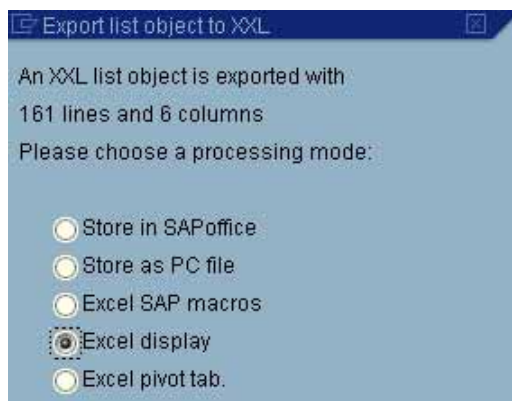 Export list object to XXL
An XXL list object is exported with
161 lines and 6 columns
Please choose a processing mode:
Store in SAPoffice
Store as PC file
Excel SAP macros
Excel display
Excel pivot tab.